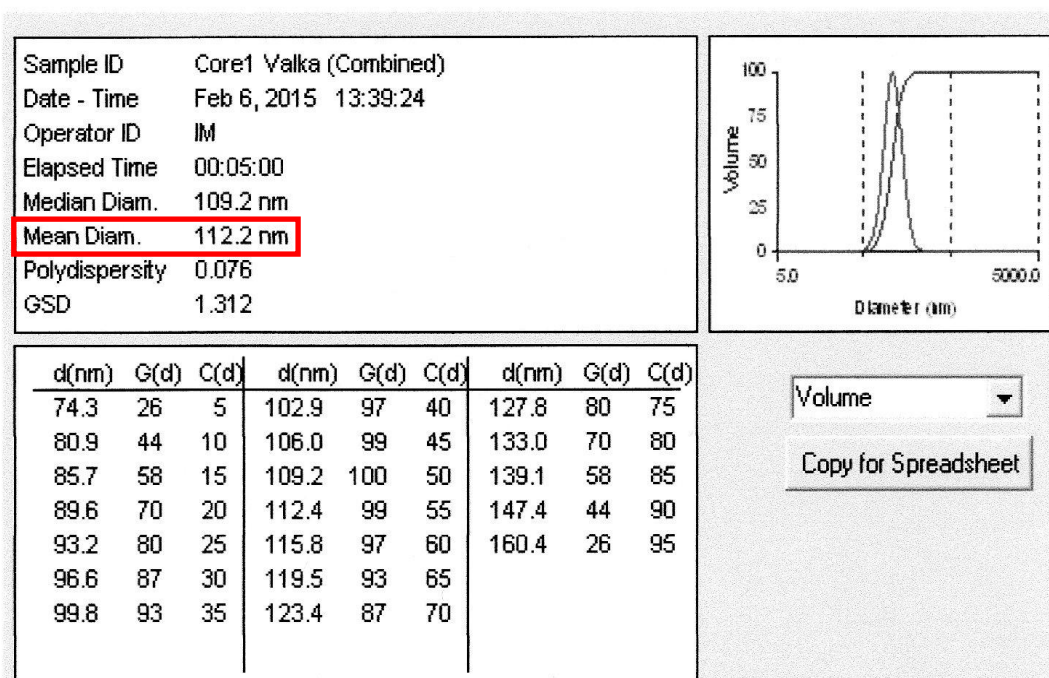 Sample ID Core1 Valka (Combined)
Date - Time Feb 6, 2015 13:39:24
Operator ID IM
Elapsed Time 00:05:00
Median Diam. 109.2 nm
Mean Diam. 112.2 nm
Polydispersity 0.076
GSD 1.312
100
75
50
25
0
Volume
5.0 5000.0
Diameter (nm)
d(nm) G(d) C(d) d(nm) G(d) C(d) d(nm) G(d) C(d)
74.3 26 5 102.9 97 40 127.8 80 75
80.9 44 10 106.0 99 45 133.0 70 80
85.7 58 15 109.2 100 50 139.1 58 85
89.6 70 20 112.4 99 55 147.4 44 90
93.2 80 25 115.8 97 60 160.4 26 95
96.6 87 30 119.5 93 65
99.8 93 35 123.4 87 70
Volume
Copy for Spreadsheet